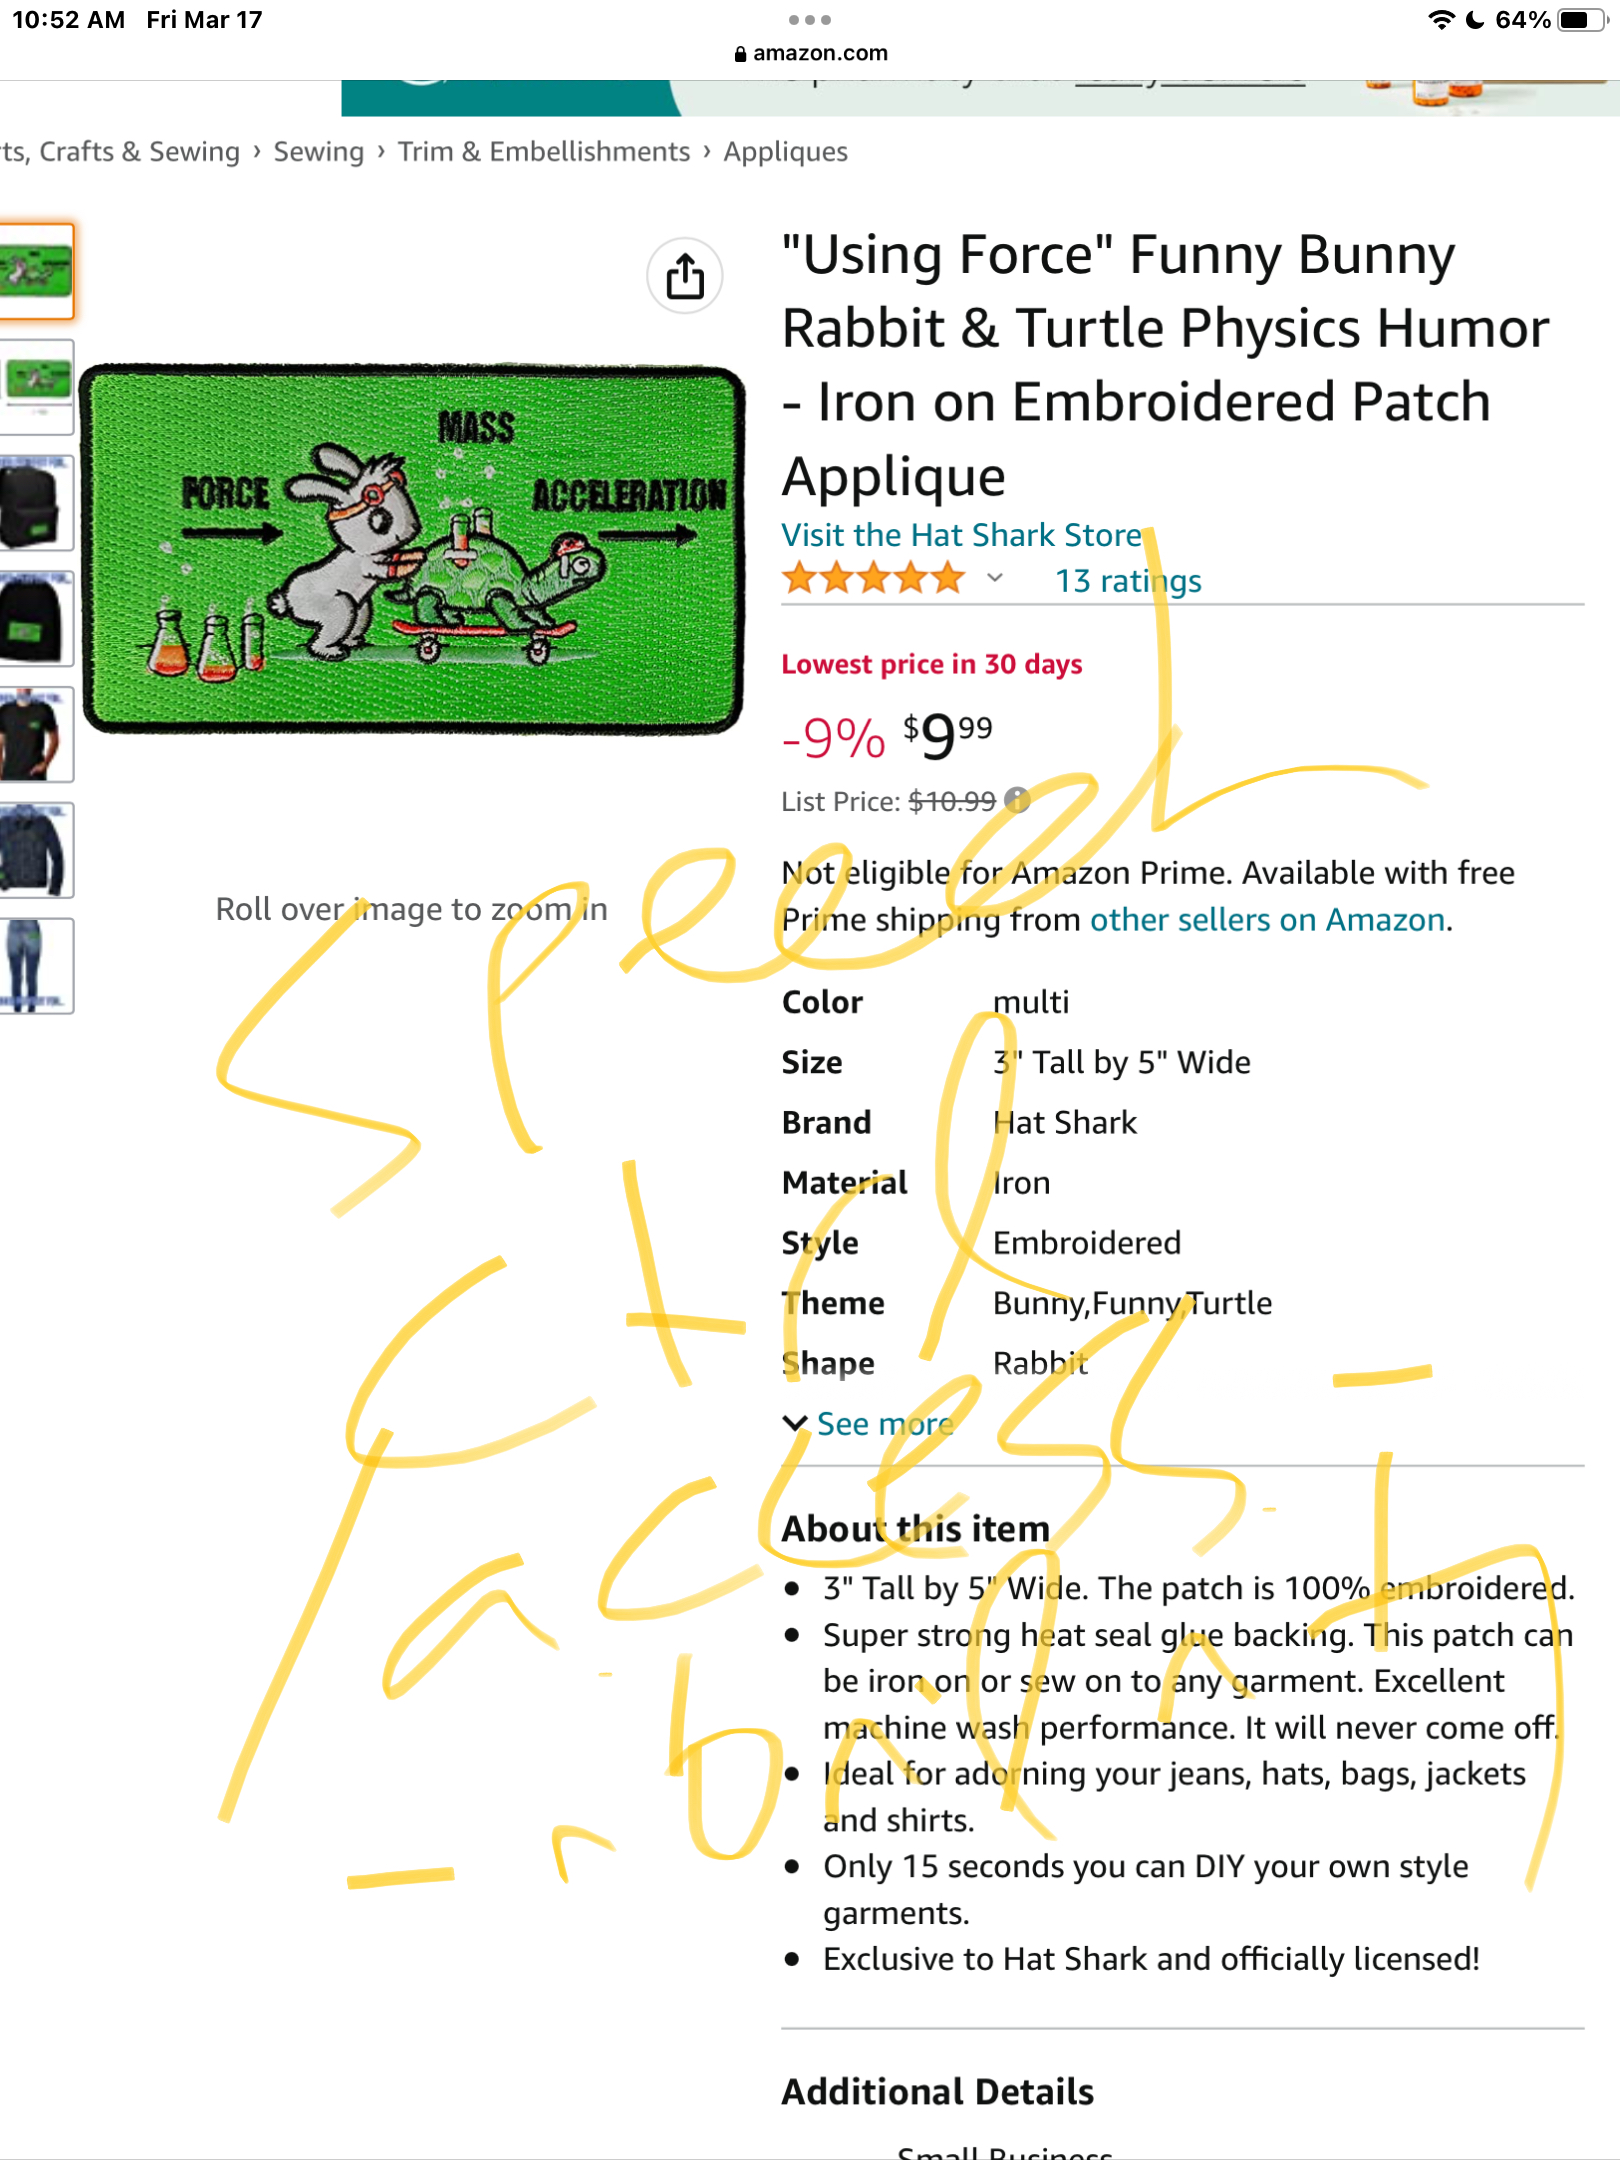 10:52 AM Fri Mar 17
64%
amazon.com
ts, Crafts & Sewing › Sewing › Trim & Embellishments › Appliques
"Using Force" Funny Bunny
Rabbit & Turtle Physics Humor
- Iron on Embroidered Patch
Applique
Visit the Hat Shark Store
13 ratings
MASS
FORCE
ACCELERATION
Roll over image to zoom in
Lowest price in 30 days
-9% $9 99
List Price: $10.99
Not eligible for Amazon Prime. Available with free
Prime shipping from other sellers on Amazon.
Color multi
Size 3" Tall by 5" Wide
Brand Hat Shark
Material Iron
Style Embroidered
Theme Bunny,Funny,Turtle
Shape Rabbit
See more
About this item
• 3" Tall by 5" Wide. The patch is 100% embroidered.
• Super strong heat seal glue backing. This patch can
be iron on or sew on to any garment. Excellent
machine wash performance. It will never come off.
• Ideal for adorning your jeans, hats, bags, jackets
and shirts.
• Only 15 seconds you can DIY your own style
garments.
• Exclusive to Hat Shark and officially licensed!
Additional Details
Small Business
speed
ctrl